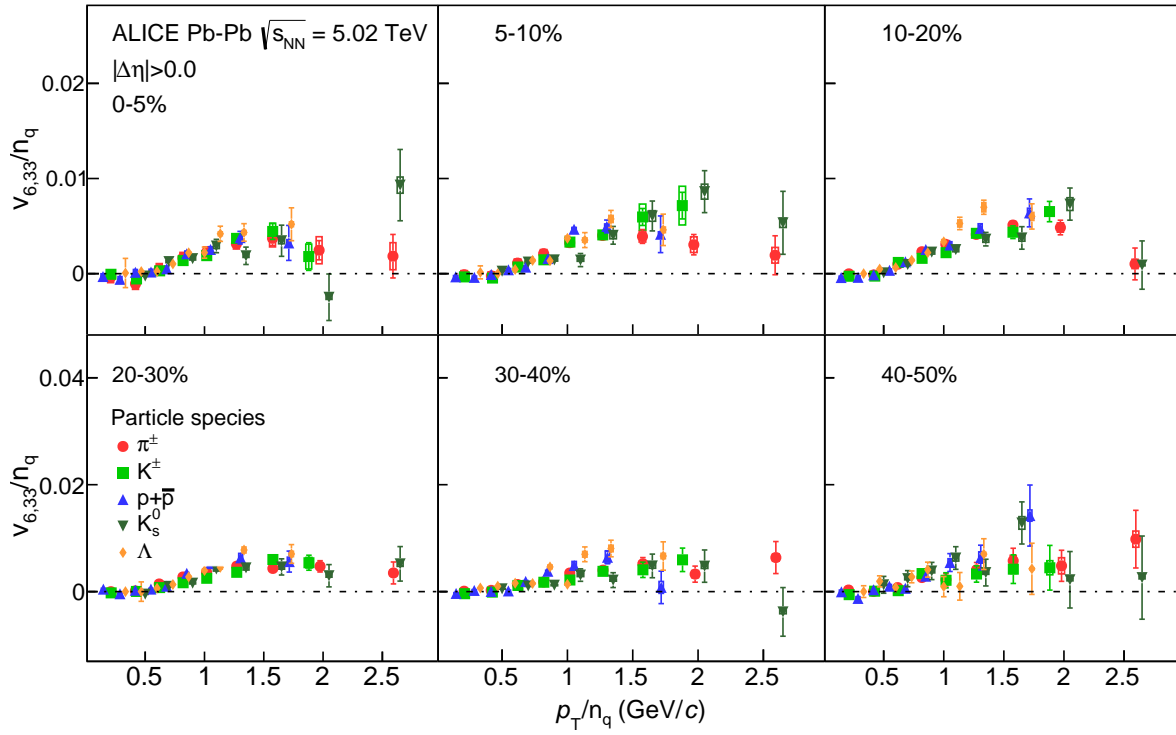 ALICE Pb-Pb √s_NN = 5.02 TeV
|Δη|>0.0
0-5%
5-10%
10-20%
v_6,33/n_q
0.02
0.01
0
20-30%
30-40%
40-50%
Particle species
π±
K±
p+p̅
K⁰_s
Λ
v_6,33/n_q
0.04
0.02
0
0.5 1 1.5 2 2.5
0.5 1 1.5 2 2.5
0.5 1 1.5 2 2.5
p_T/n_q (GeV/c)